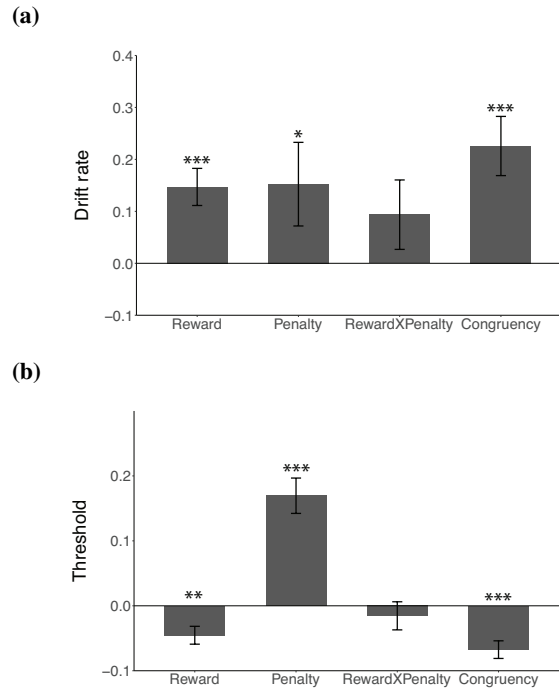 (a)
Drift rate
0.4
0.3
0.2
0.1
0.0
−0.1
***
*
***
Reward Penalty RewardXPenalty Congruency
(b)
Threshold
0.2
0.1
0.0
−0.1
**
***
***
Reward Penalty RewardXPenalty Congruency